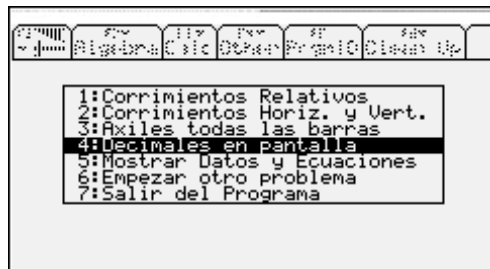 Algebra Calc Other PrgmIO Clean Up
1:Corrimientos Relativos
2:Corrimientos Horiz. y Vert.
3:Axiles todas las barras
4:Decimales en pantalla
5:Mostrar Datos y Ecuaciones
6:Empezar otro problema
7:Salir del Programa